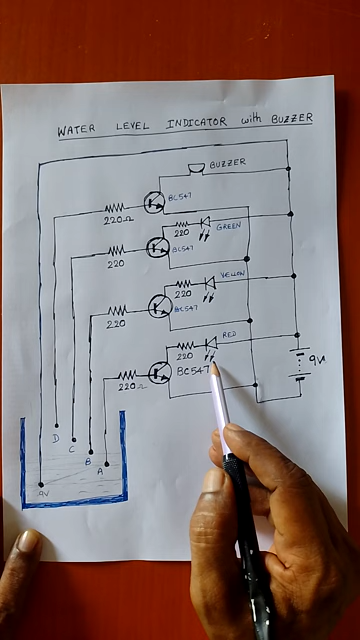 WATER LEVEL INDICATOR with BUZZER
BUZZER
BC547
220Ω
220
GREEN
BC547
220
220
YELLOW
BC547
220
220
RED
9V
BC547
220Ω
D
C
B
A
9V